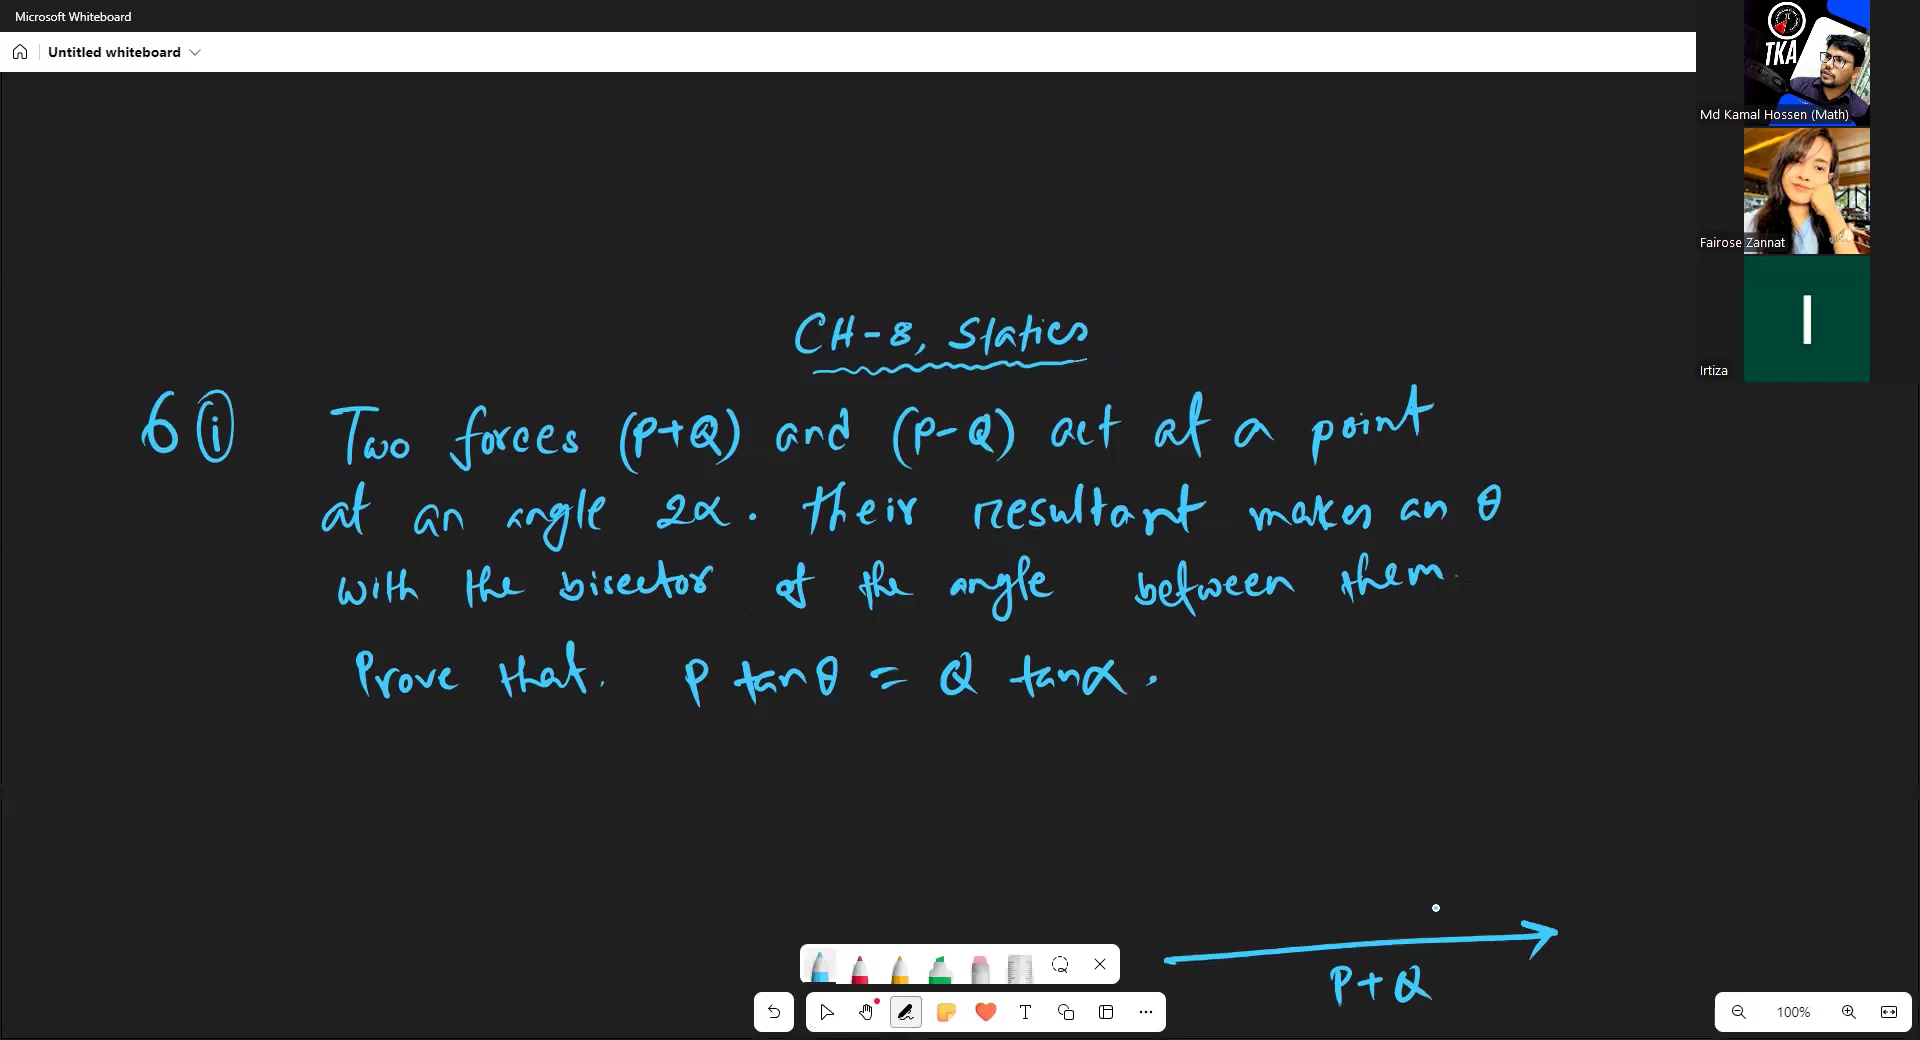 Microsoft Whiteboard
Untitled whiteboard
TKA
Md Kamal Hossen (Math)
Fairose Zannat
I
Irtiza
CH-8, Statics
6 (i) Two forces (P+Q) and (P-Q) act at a point
at an angle 2α. Their resultant makes an θ
with the bisector of the angle between them.
Prove that. P tanθ = Q tanα.
P+Q
T
100%